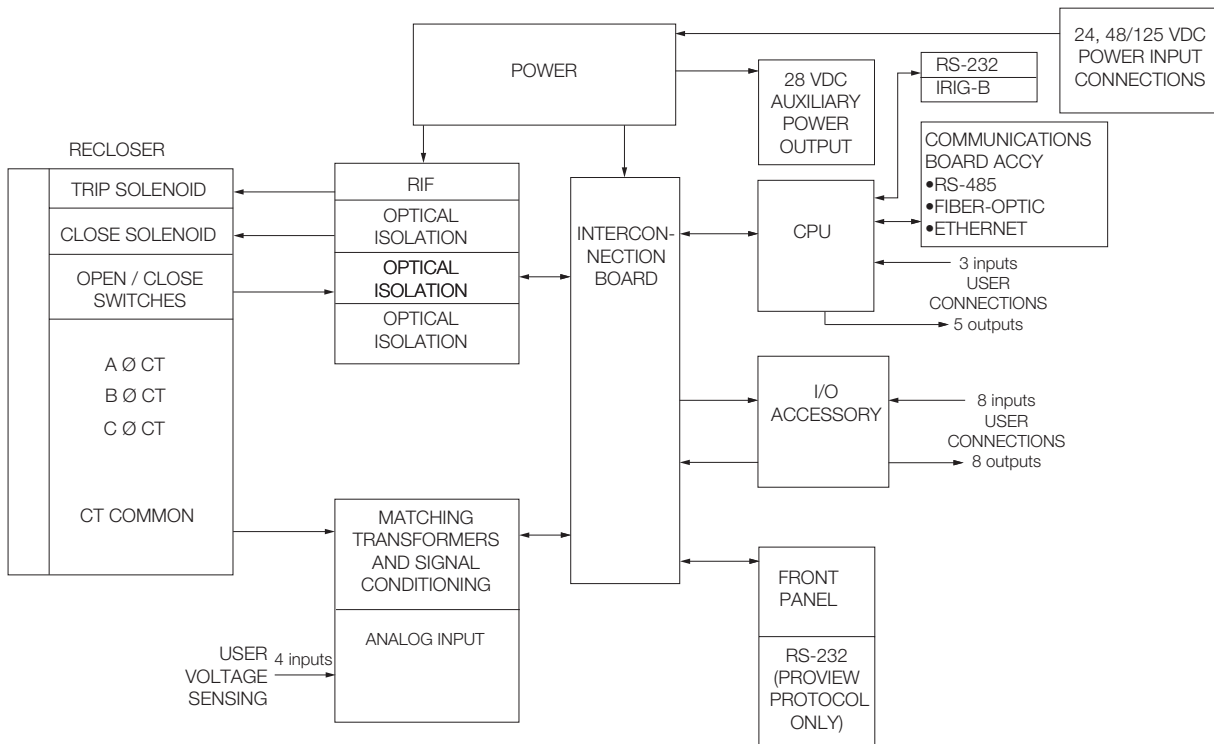 POWER
24, 48/125 VDC
POWER INPUT
CONNECTIONS
28 VDC
AUXILIARY
POWER
OUTPUT
RS-232
IRIG-B
COMMUNICATIONS
BOARD ACCY
•RS-485
•FIBER-OPTIC
•ETHERNET
RECLOSER
TRIP SOLENOID
CLOSE SOLENOID
OPEN / CLOSE
SWITCHES
A Ø CT
B Ø CT
C Ø CT
CT COMMON
RIF
OPTICAL
ISOLATION
OPTICAL
ISOLATION
OPTICAL
ISOLATION
INTERCON-
NECTION
BOARD
CPU
3 inputs
USER
CONNECTIONS
5 outputs
I/O
ACCESSORY
8 inputs
USER
CONNECTIONS
8 outputs
MATCHING
TRANSFORMERS
AND SIGNAL
CONDITIONING
ANALOG INPUT
USER
VOLTAGE
SENSING
4 inputs
FRONT
PANEL
RS-232
(PROVIEW
PROTOCOL
ONLY)